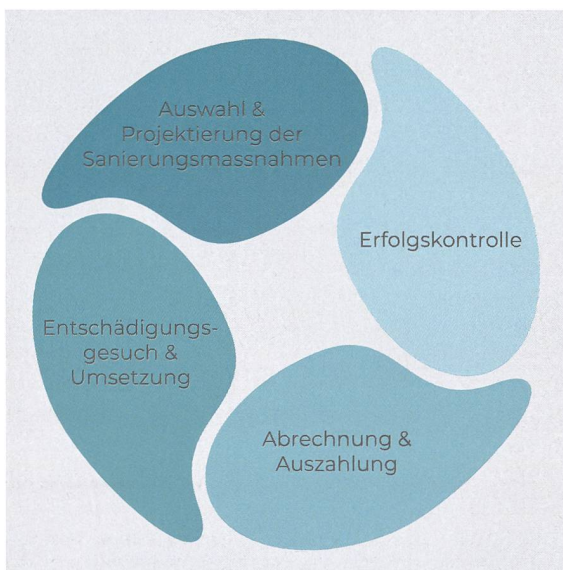 Auswahl &
Projektierung der
Sanierungsmassnahmen
Erfolgskontrolle
Entschädigungs-
gesuch &
Umsetzung
Abrechnung &
Auszahlung